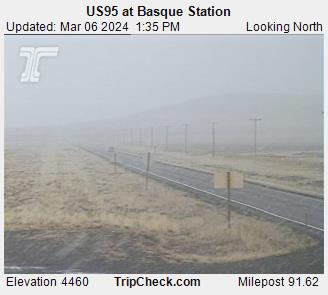 US95 at Basque Station
Updated: Mar 06 2024 1:35 PM Looking North
Elevation 4460 TripCheck.com Milepost 91.62